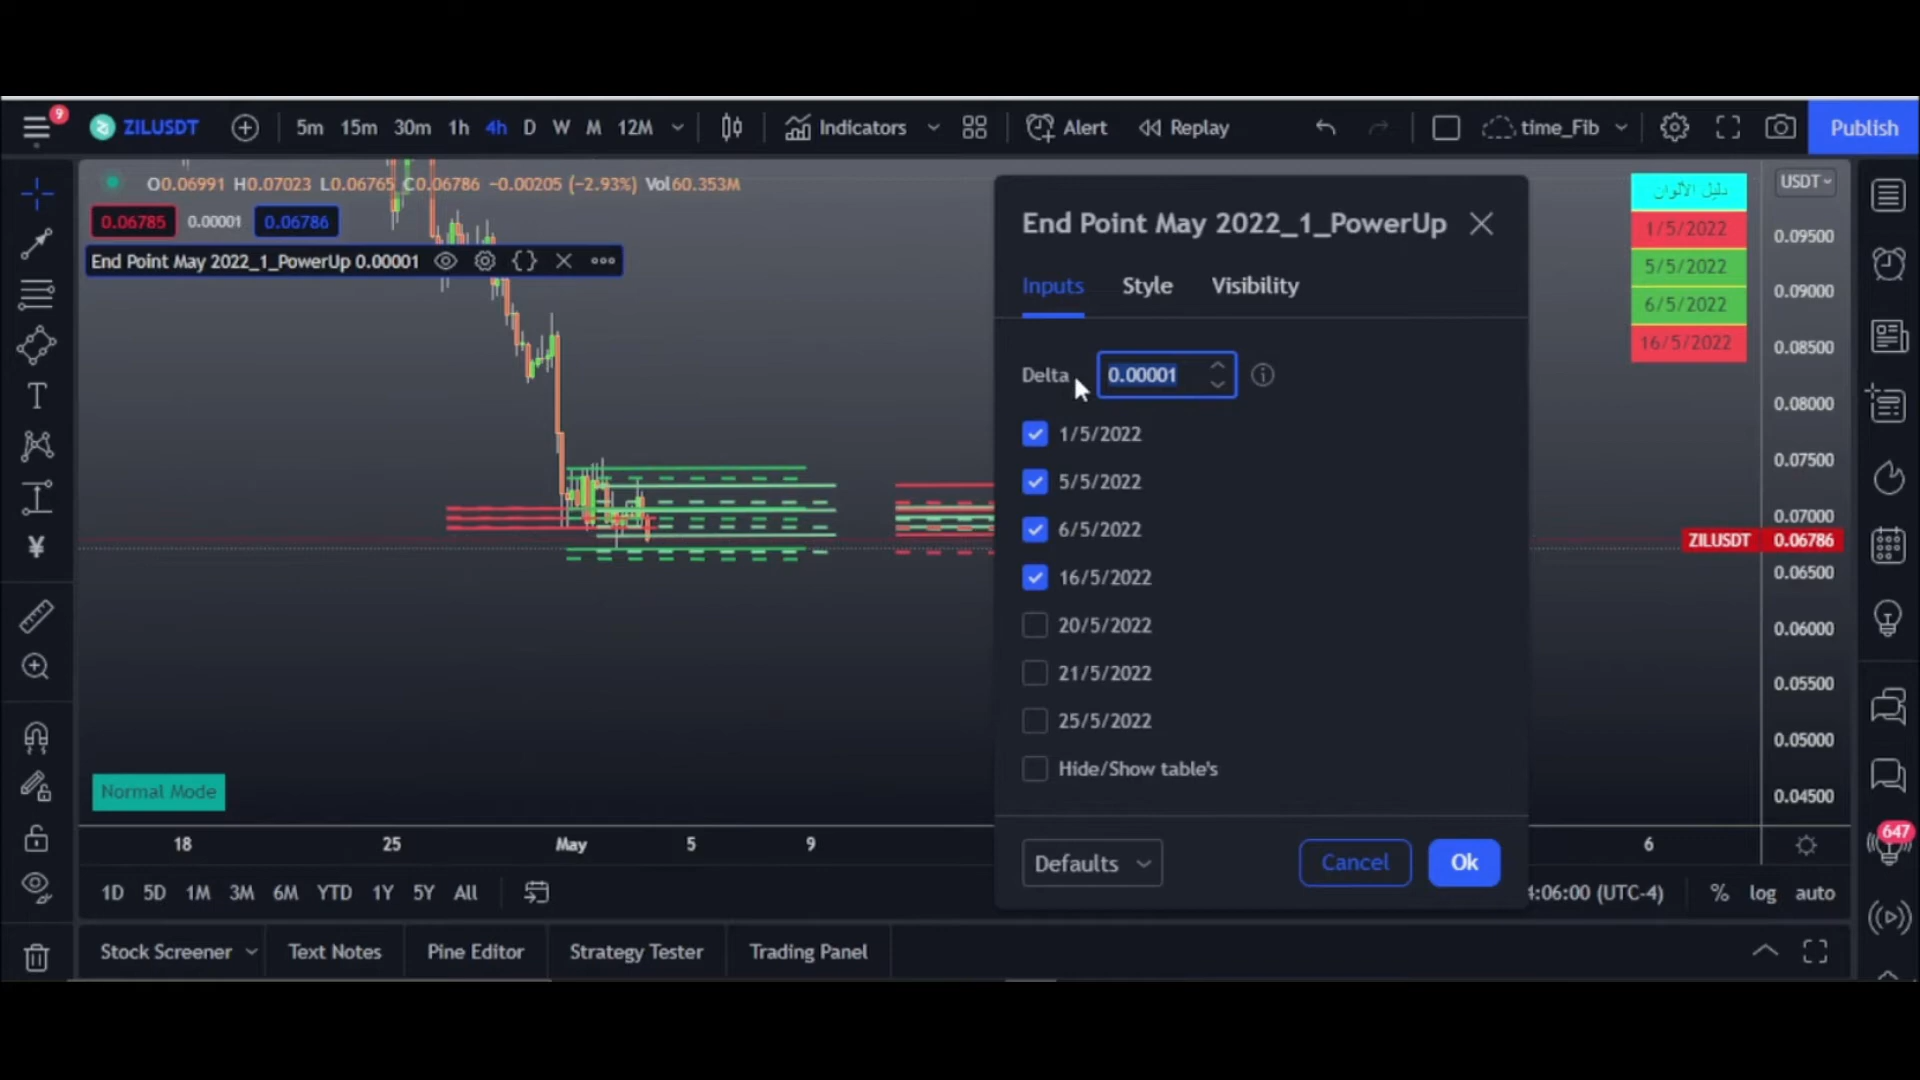 9
ZILUSDT 5m 15m 30m 1h 4h D W M 12M Indicators Alert Replay time_Fib Publish
O0.06991 H0.07023 L0.06765 C0.06786 −0.00205 (−2.93%) Vol60.353M
0.06785 0.00001 0.06786
End Point May 2022_1_PowerUp 0.00001
End Point May 2022_1_PowerUp
Inputs Style Visibility
Delta 0.00001
1/5/2022
5/5/2022
6/5/2022
16/5/2022
20/5/2022
21/5/2022
25/5/2022
Hide/Show table's
Defaults Cancel Ok
دليل الألوان
1/5/2022
5/5/2022
6/5/2022
16/5/2022
USDT
0.09500
0.09000
0.08500
0.08000
0.07500
0.07000
ZILUSDT 0.06786
0.06500
0.06000
0.05500
0.05000
0.04500
T
¥
Normal Mode
18 25 May 5 9 6
1D 5D 1M 3M 6M YTD 1Y 5Y All
4:06:00 (UTC-4) % log auto
647
Stock Screener Text Notes Pine Editor Strategy Tester Trading Panel